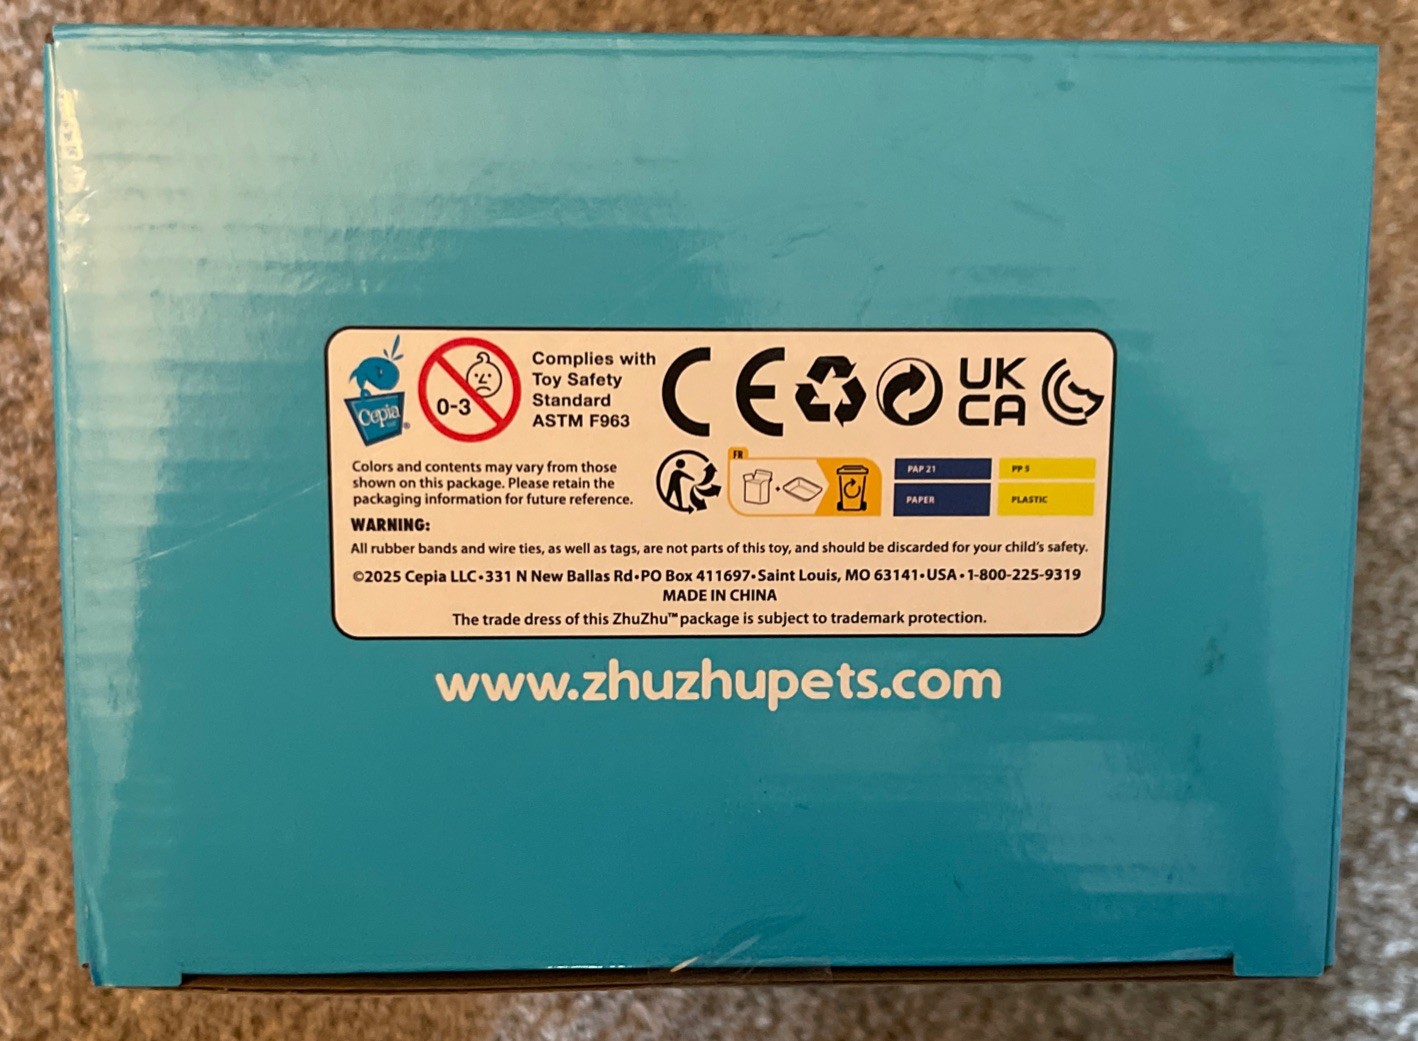 Cepia LLC ®
0-3
Complies with
Toy Safety
Standard
ASTM F963
CE
UK
CA
Colors and contents may vary from those
shown on this package. Please retain the
packaging information for future reference.
FR
+
PAP 21
PAPER
PP 5
PLASTIC
WARNING:
All rubber bands and wire ties, as well as tags, are not parts of this toy, and should be discarded for your child's safety.
©2025 Cepia LLC•331 N New Ballas Rd•PO Box 411697•Saint Louis, MO 63141•USA•1-800-225-9319
MADE IN CHINA
The trade dress of this ZhuZhu™ package is subject to trademark protection.
www.zhuzhupets.com